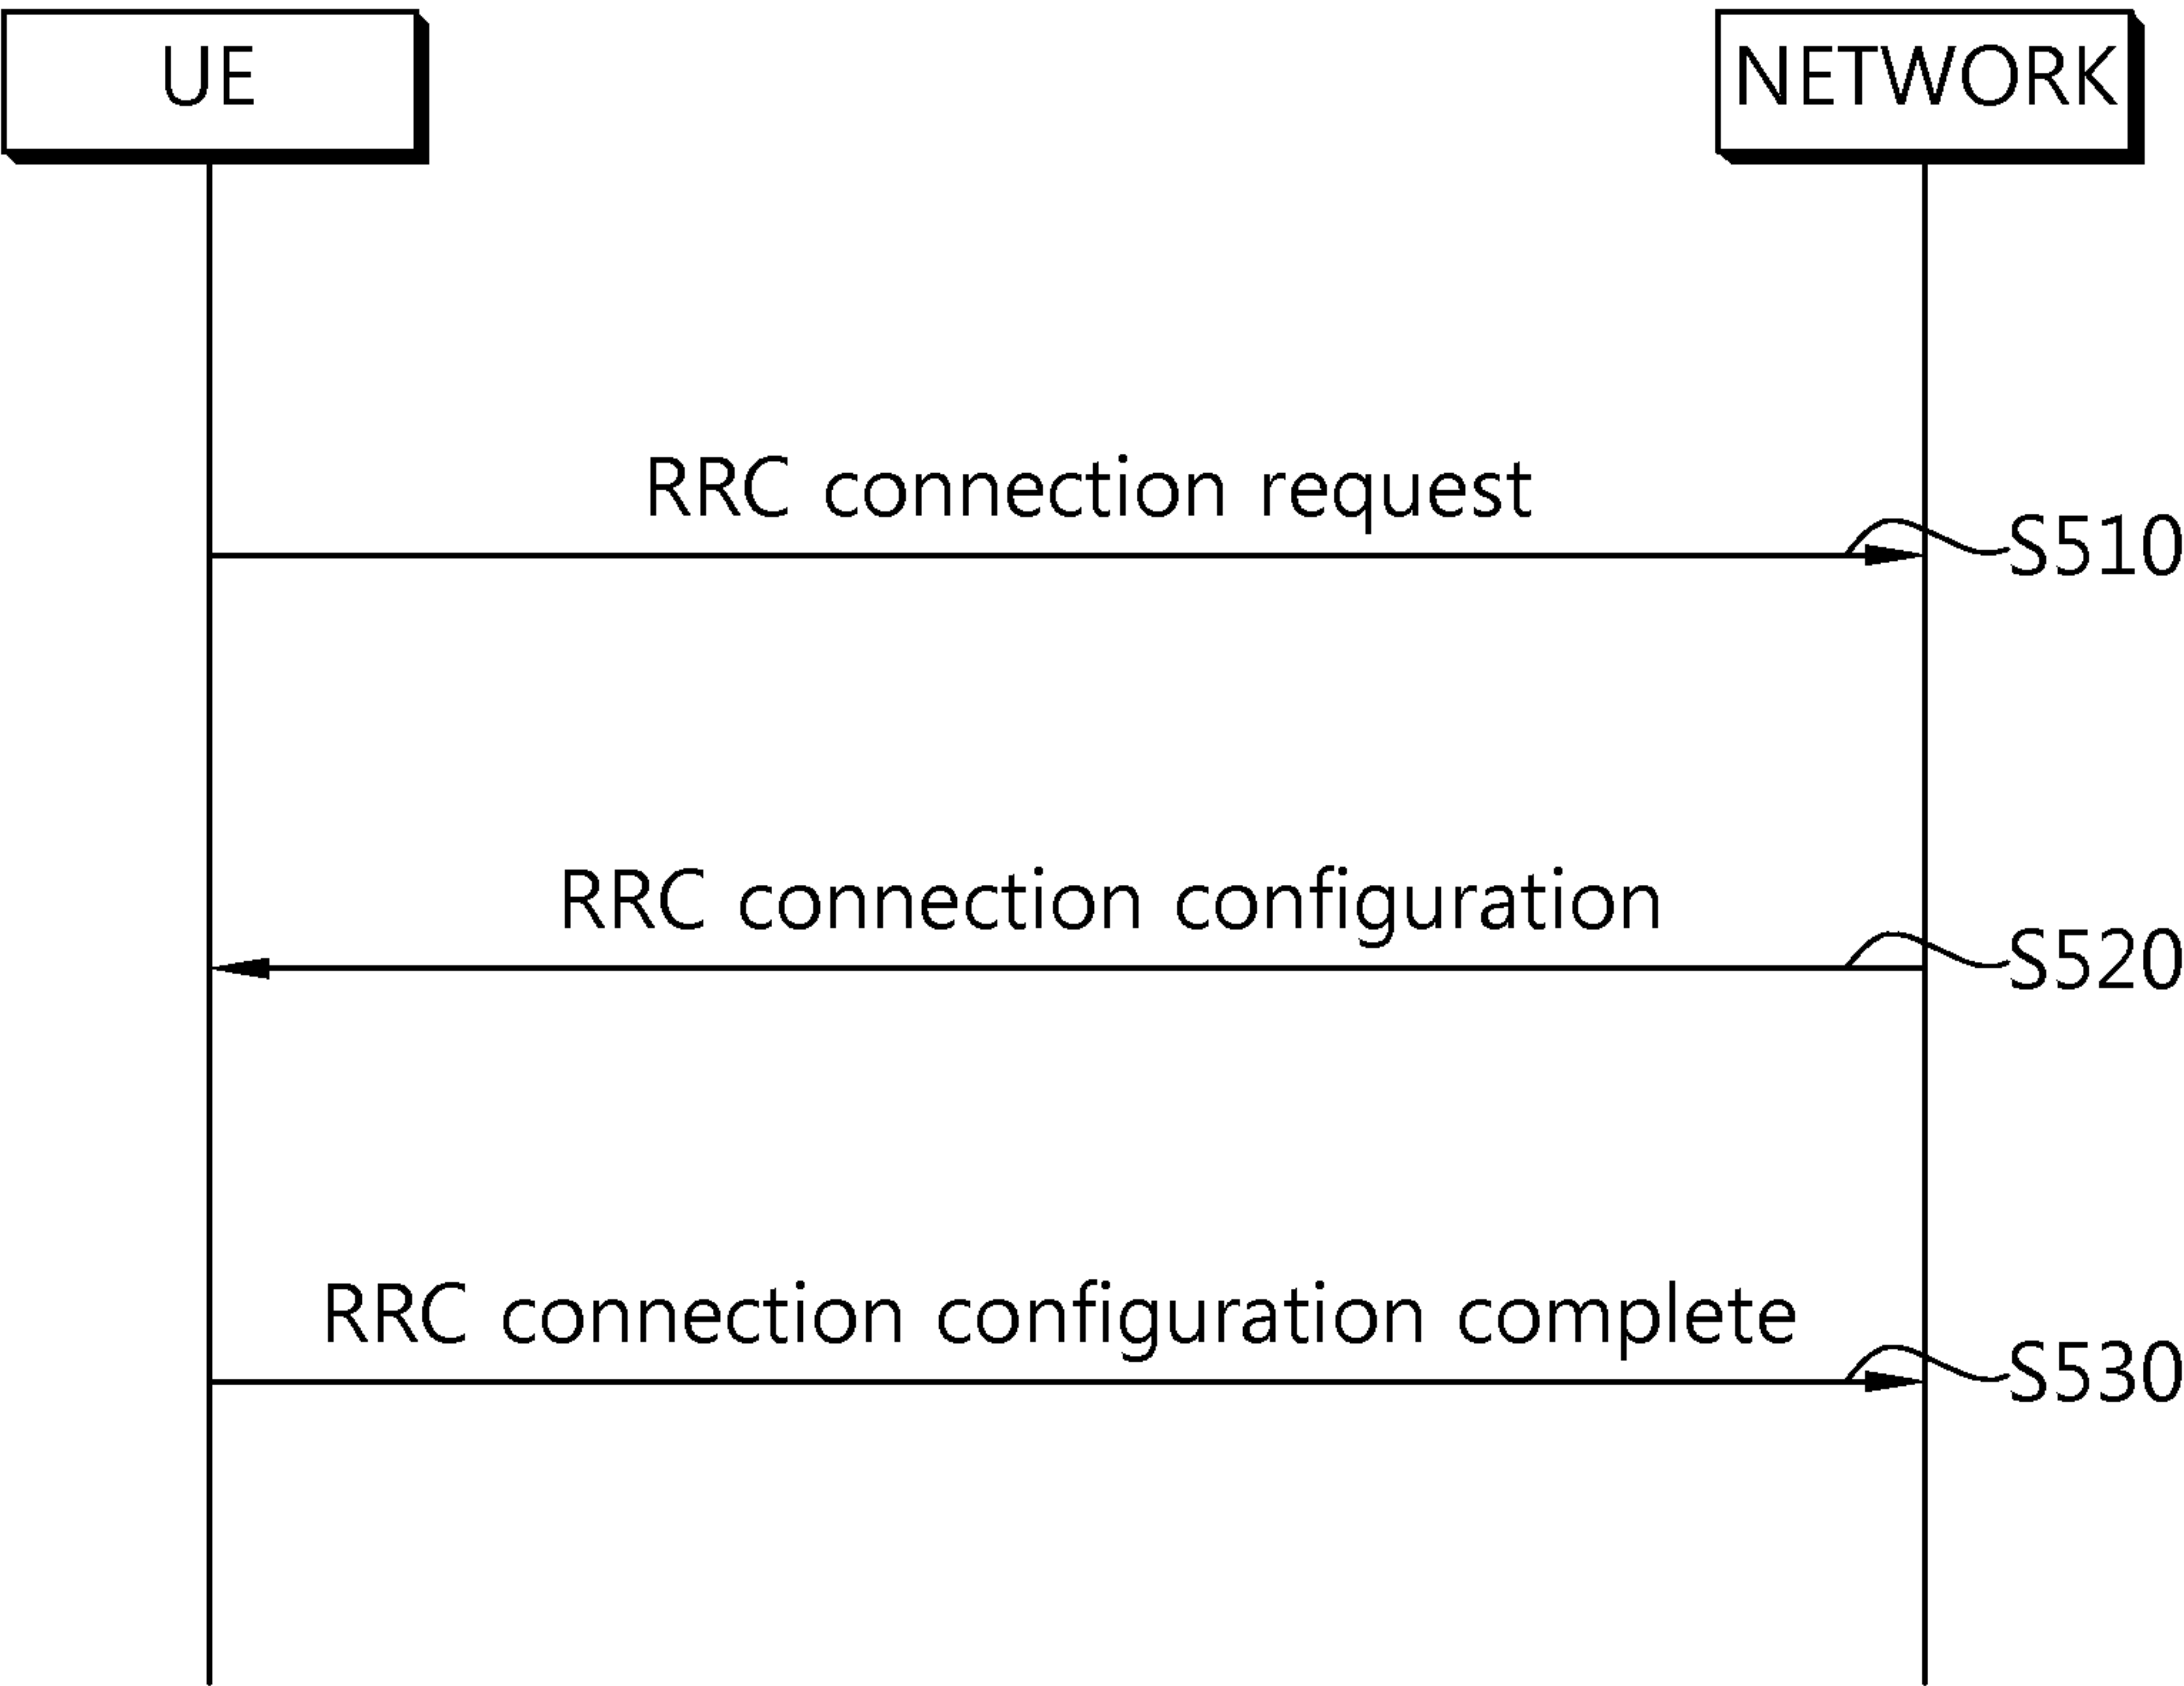 UE
NETWORK
RRC connection request
S510
RRC connection configuration
S520
RRC connection configuration complete
S530